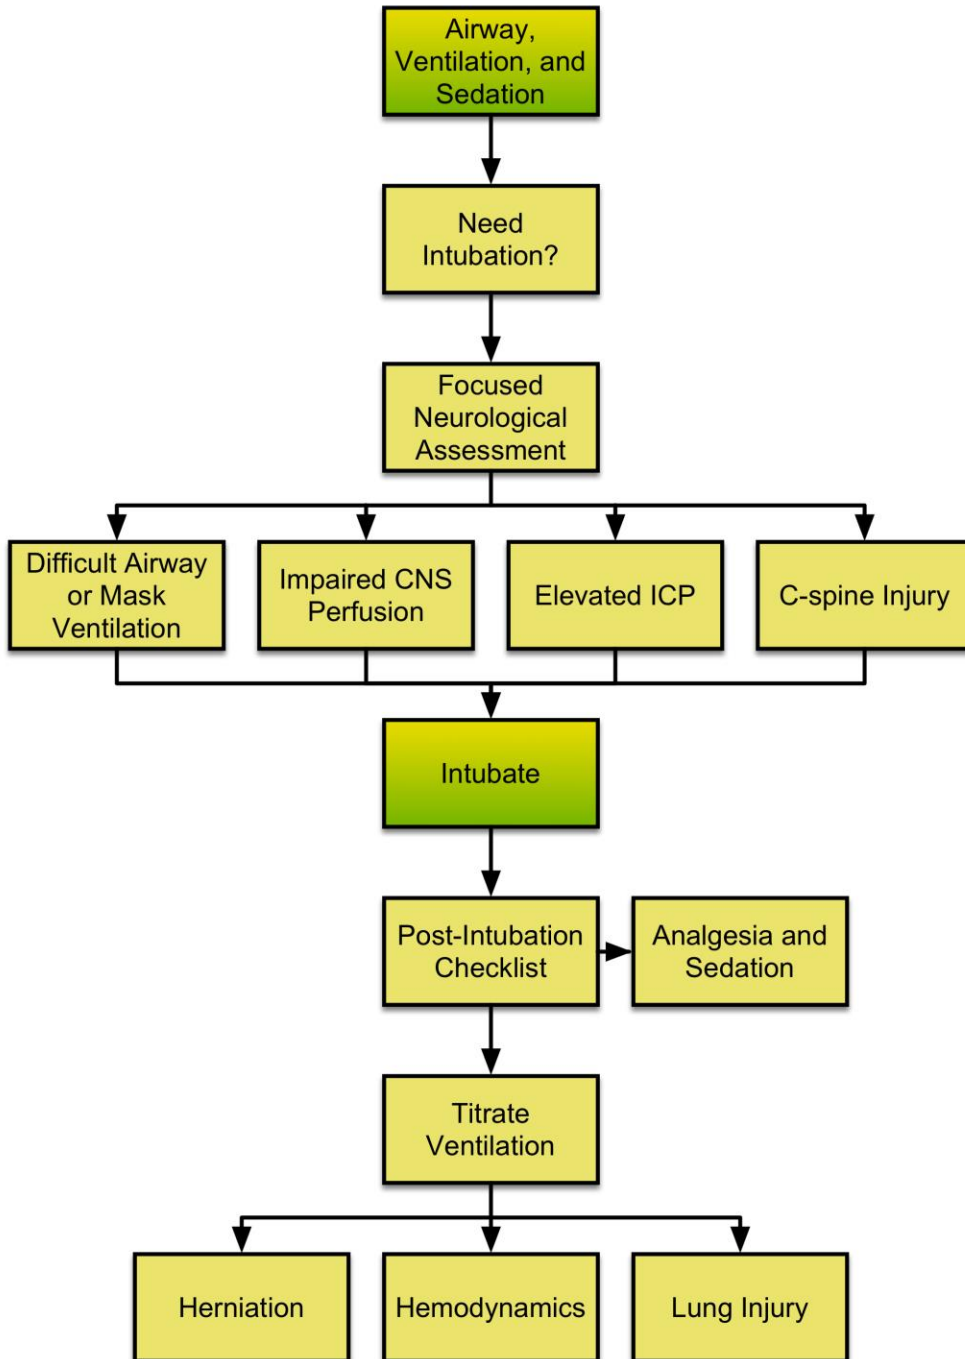 Airway,
Ventilation, and
Sedation
Need
Intubation?
Focused
Neurological
Assessment
Difficult Airway
or Mask
Ventilation
Impaired CNS
Perfusion
Elevated ICP
C-spine Injury
Intubate
Post-Intubation
Checklist
Analgesia and
Sedation
Titrate
Ventilation
Herniation
Hemodynamics
Lung Injury